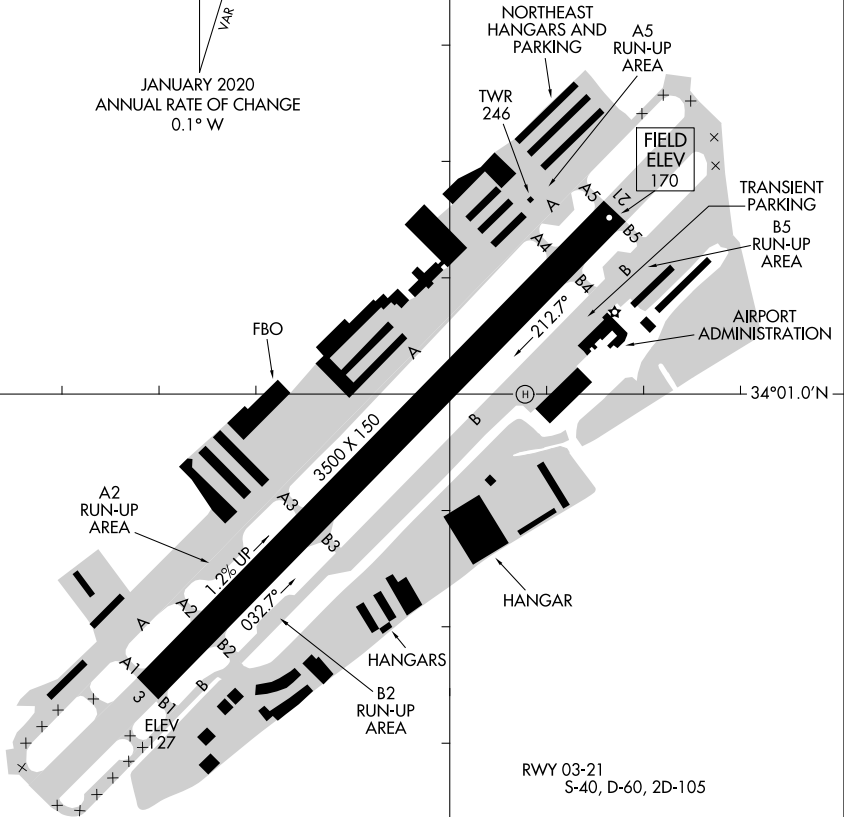 VAR
JANUARY 2020
ANNUAL RATE OF CHANGE
0.1° W
NORTHEAST
HANGARS AND
PARKING
A5
RUN-UP
AREA
TWR
246
FIELD
ELEV
170
TRANSIENT
PARKING
B5
RUN-UP
AREA
AIRPORT
ADMINISTRATION
A
A5
21
B5
A4
B
B4
212.7°
FBO
A
H
34°01.0'N
B
3500 X 150
A2
RUN-UP
AREA
A3
B3
1.2% UP
032.7°
HANGAR
A
A2
B2
HANGARS
A1
B
3
B1
B2
RUN-UP
AREA
ELEV
127
RWY 03-21
S-40, D-60, 2D-105